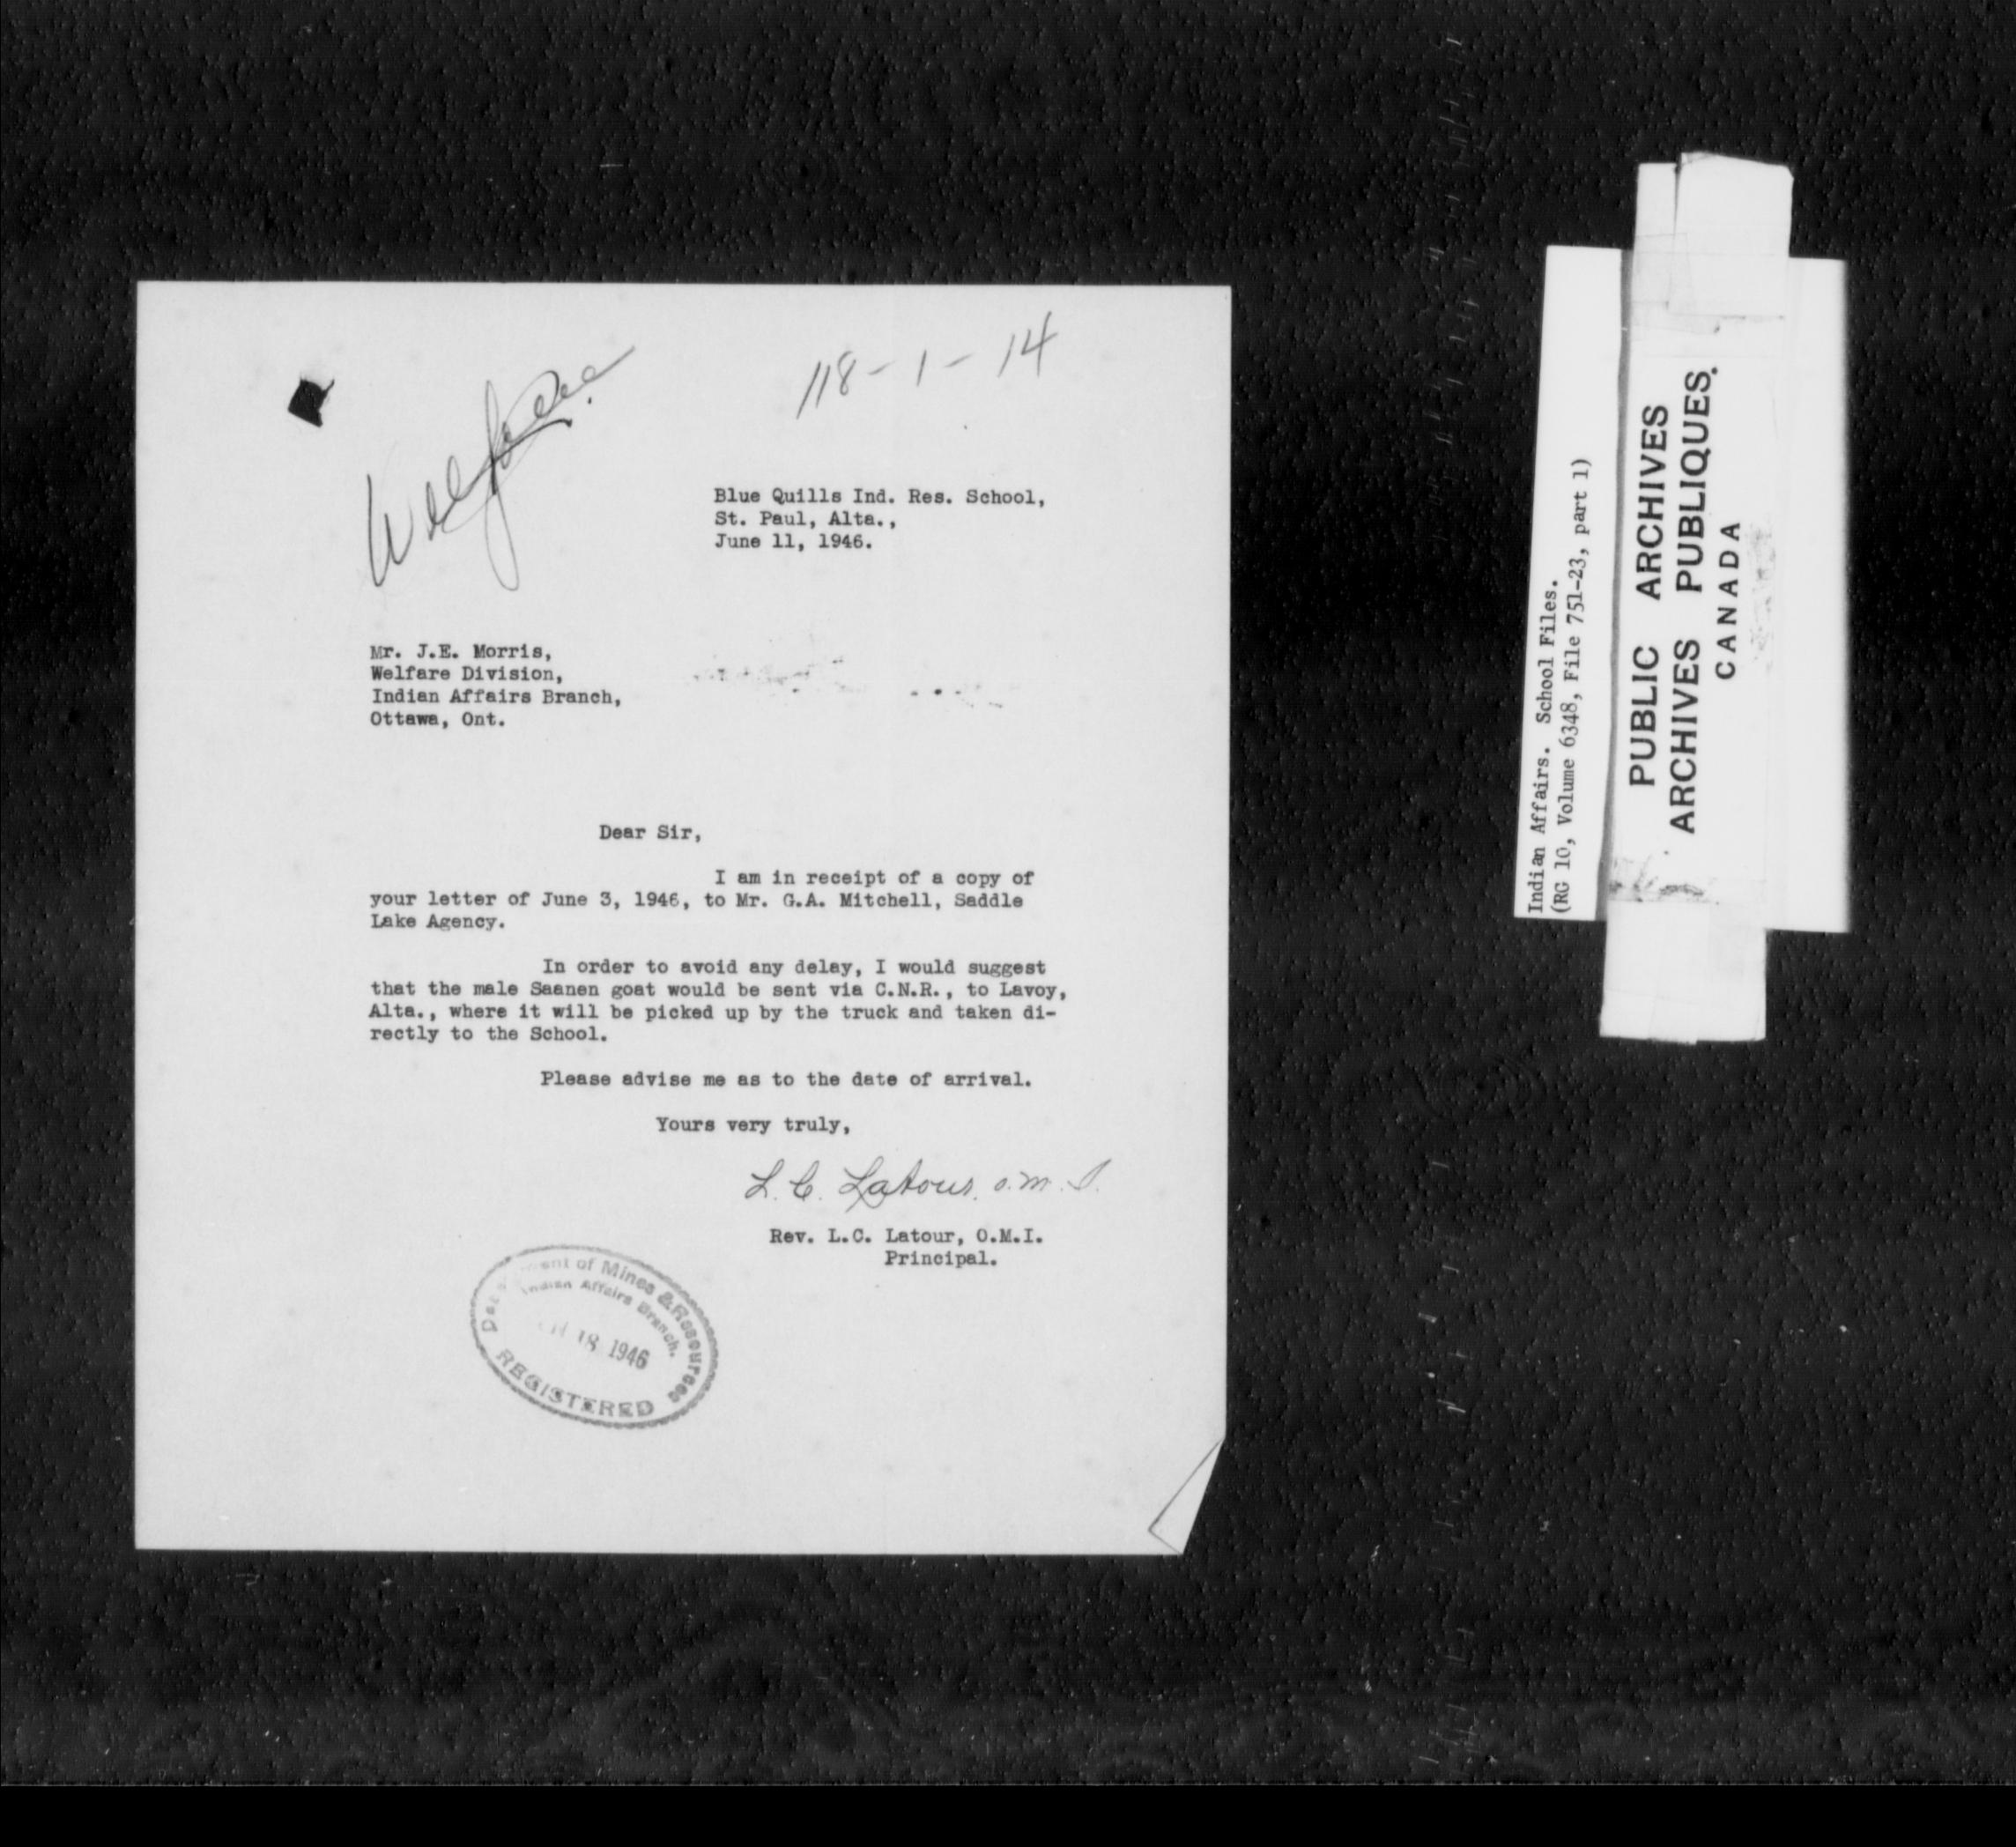 Welfare.
118-1-14
Blue Quills Ind. Res. School,
St. Paul, Alta.,
June 11, 1946.
Mr. J.E. Morris,
Welfare Division,
Indian Affairs Branch,
Ottawa, Ont.
Dear Sir,
I am in receipt of a copy of
your letter of June 3, 1946, to Mr. G.A. Mitchell, Saddle
Lake Agency.
In order to avoid any delay, I would suggest
that the male Saanen goat would be sent via C.N.R., to Lavoy,
Alta., where it will be picked up by the truck and taken di-
rectly to the School.
Please advise me as to the date of arrival.
Yours very truly,
L. C. Latour, o.m.I.
Rev. L.C. Latour, O.M.I.
Principal.
of Mines & Resources
Indian Affairs Branch.
18 1946
REGISTERED
Indian Affairs. School Files.
(RG 10, Volume 6348, File 751-23, part 1)
PUBLIC ARCHIVES
ARCHIVES PUBLIQUES.
CANADA